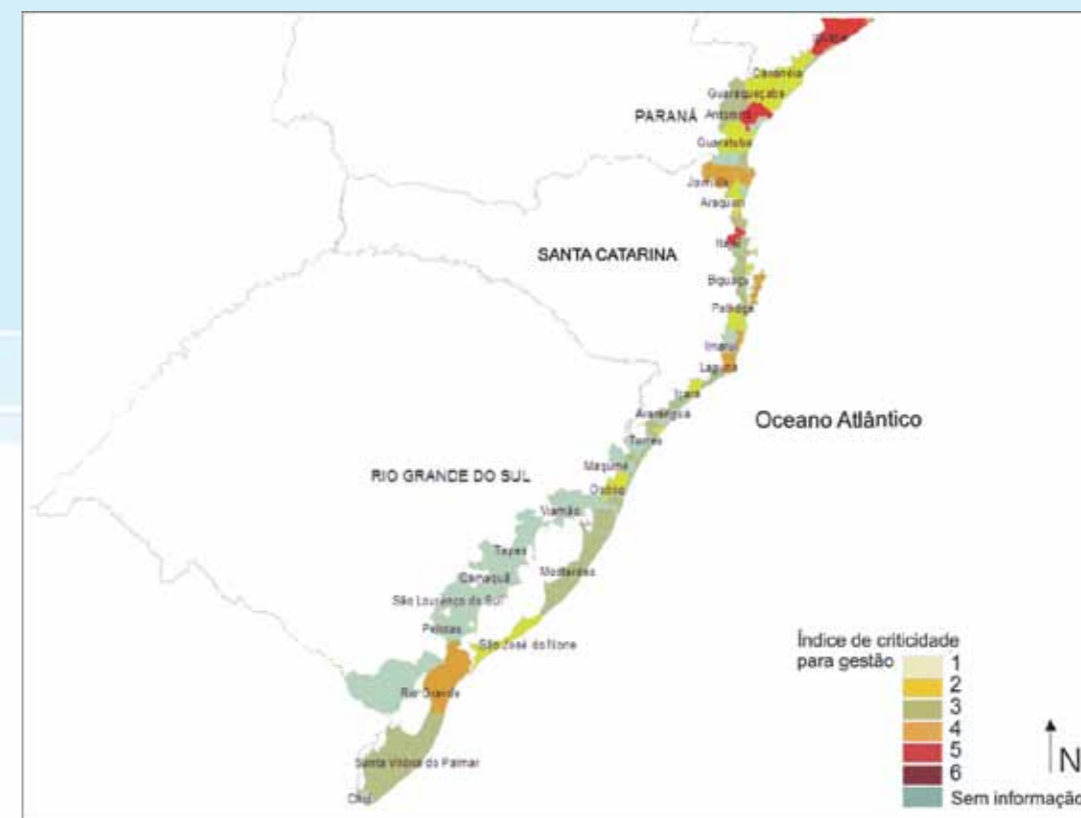 Cananéia
Guaraqueçaba
PARANÁ
Antonina
Guaratuba
Joinville
Araquari
SANTA CATARINA
Biguaçu
Palhoça
Imaruí
Laguna
Içara
Oceano Atlântico
Araranguá
Torres
Maquiné
RIO GRANDE DO SUL
Osório
Viamão
Tapes
Mostardas
Camaquã
São Lourenço do Sul
Pelotas
São José do Norte
Rio Grande
Santa Vitória do Palmar
Chuí
Índice de criticidade
para gestão
1
2
3
4
5
6
Sem informação
N